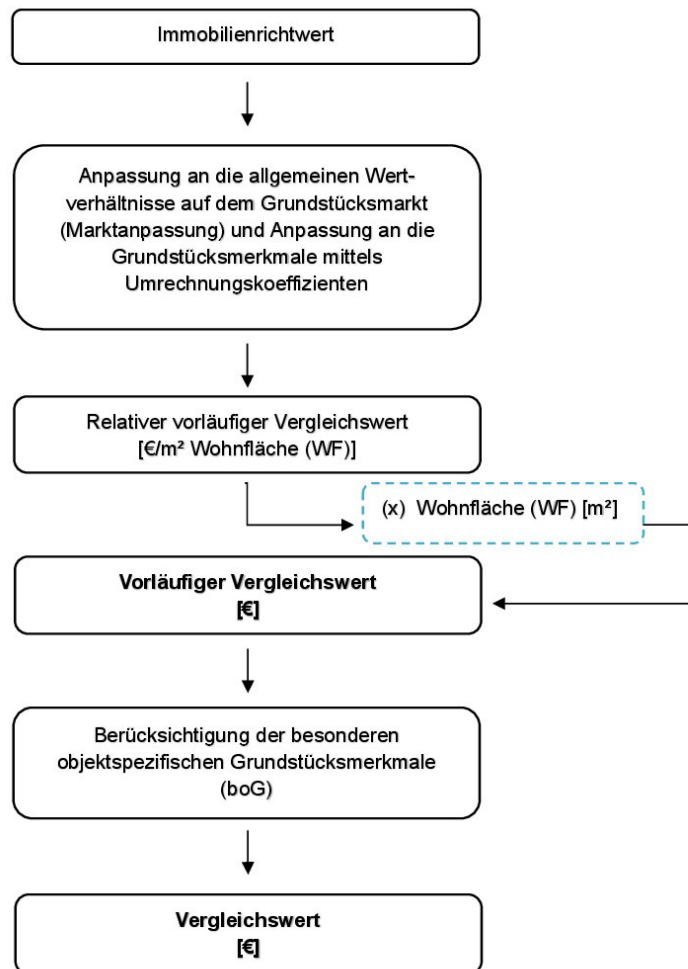 Immobilienrichtwert
Anpassung an die allgemeinen Wert-
verhältnisse auf dem Grundstücksmarkt
(Marktanpassung) und Anpassung an die
Grundstücksmerkmale mittels
Umrechnungskoeffizienten
Relativer vorläufiger Vergleichswert
[€/m² Wohnfläche (WF)]
(x) Wohnfläche (WF) [m²]
Vorläufiger Vergleichswert
[€]
Berücksichtigung der besonderen
objektspezifischen Grundstücksmerkmale
(boG)
Vergleichswert
[€]